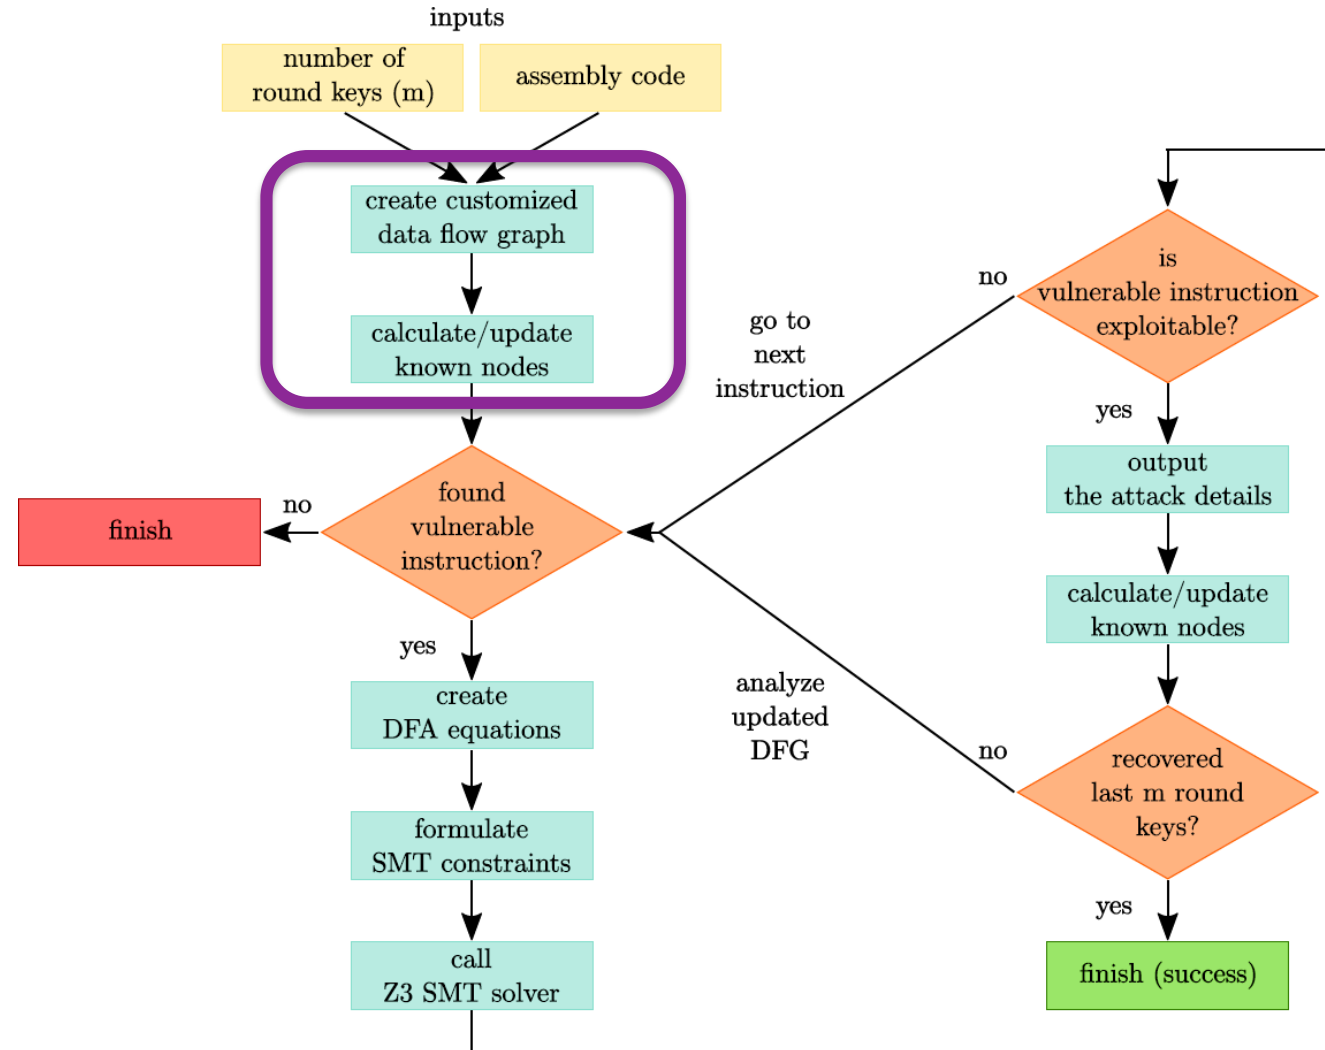 inputs
number of
round keys (m)
assembly code
create customized
data flow graph
calculate/update
known nodes
found
vulnerable
instruction?
no
finish
yes
create
DFA equations
formulate
SMT constraints
call
Z3 SMT solver
is
vulnerable instruction
exploitable?
no
go to
next
instruction
yes
output
the attack details
calculate/update
known nodes
recovered
last m round
keys?
no
analyze
updated
DFG
yes
finish (success)